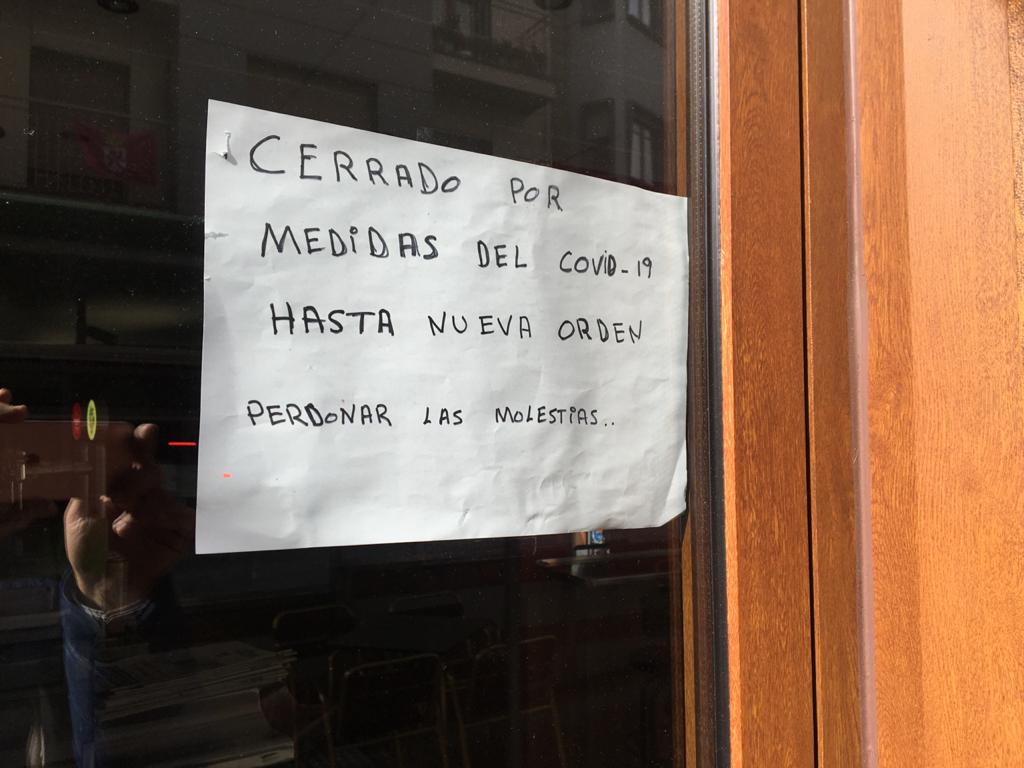 CERRADO POR
MEDIDAS DEL COVID-19
HASTA NUEVA ORDEN
PERDONAR LAS MOLESTIAS..